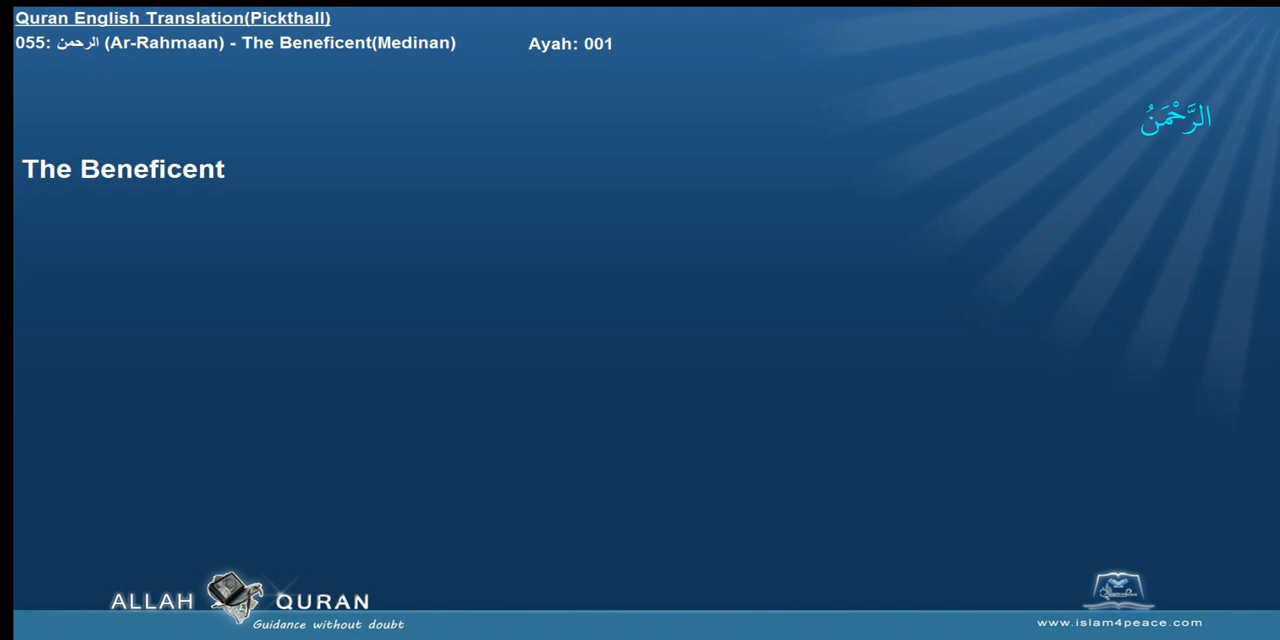 Quran English Translation(Pickthall)
055: الرحمن (Ar-Rahmaan) - The Beneficent(Medinan) Ayah: 001
الرَّحْمَنُ
The Beneficent
ALLAH QURAN
Guidance without doubt
www.islam4peace.com